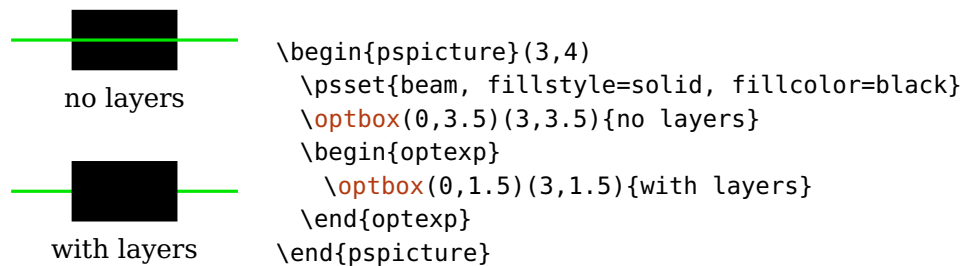 no layers
with layers
\begin{pspicture}(3,4)
  \psset{beam, fillstyle=solid, fillcolor=black}
  \optbox(0,3.5)(3,3.5){no layers}
  \begin{optexp}
    \optbox(0,1.5)(3,1.5){with layers}
  \end{optexp}
\end{pspicture}